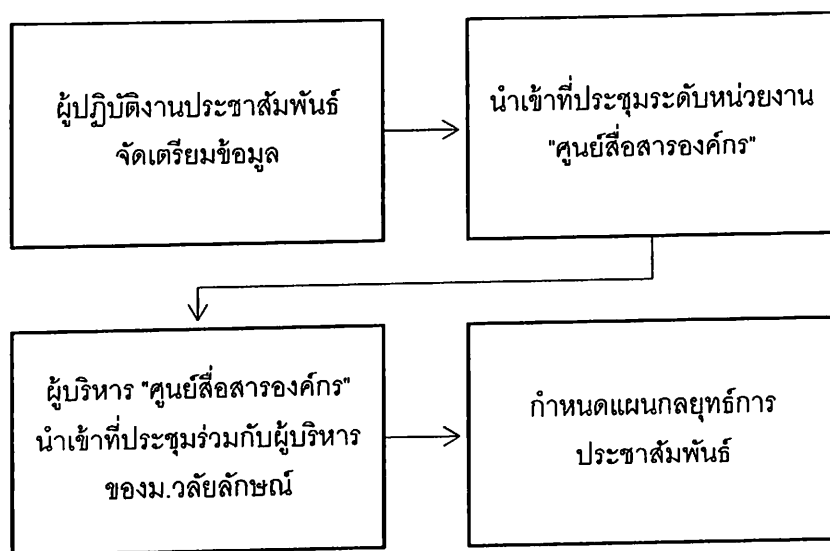 ผู้ปฏิบัติงานประชาสัมพันธ์
จัดเตรียมข้อมูล
นำเข้าที่ประชุมระดับหน่วยงาน
"ศูนย์สื่อสารองค์กร"
ผู้บริหาร "ศูนย์สื่อสารองค์กร"
นำเข้าที่ประชุมร่วมกับผู้บริหาร
ของม.วลัยลักษณ์
กำหนดแผนกลยุทธ์การ
ประชาสัมพันธ์